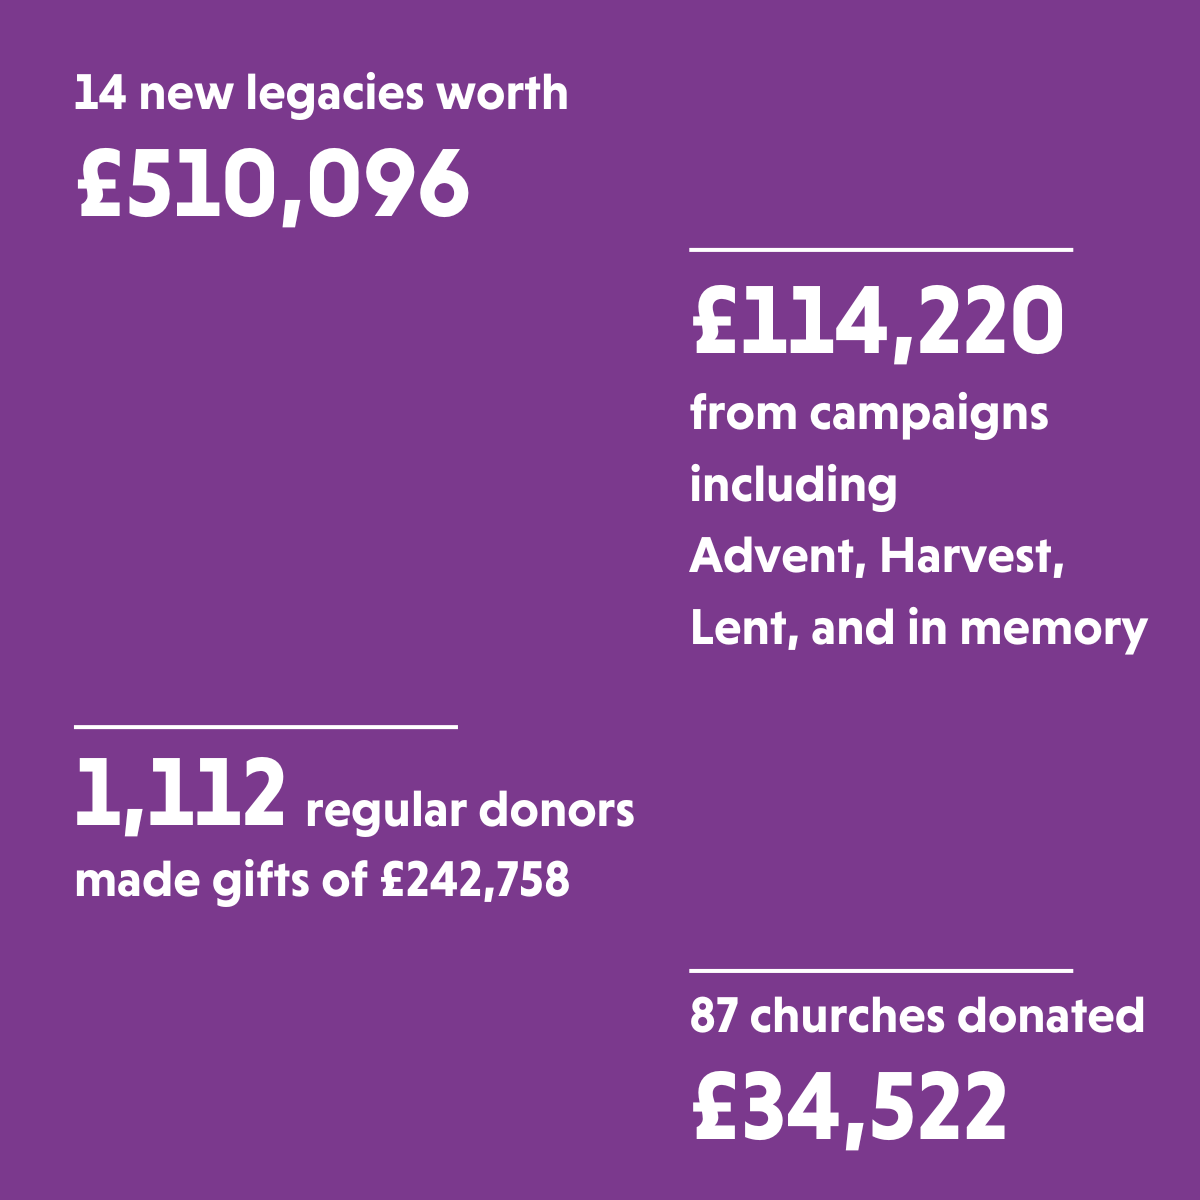 14 new legacies worth
£510,096
£114,220
from campaigns
including
Advent, Harvest,
Lent, and in memory
1,112 regular donors
made gifts of £242,758
87 churches donated
£34,522